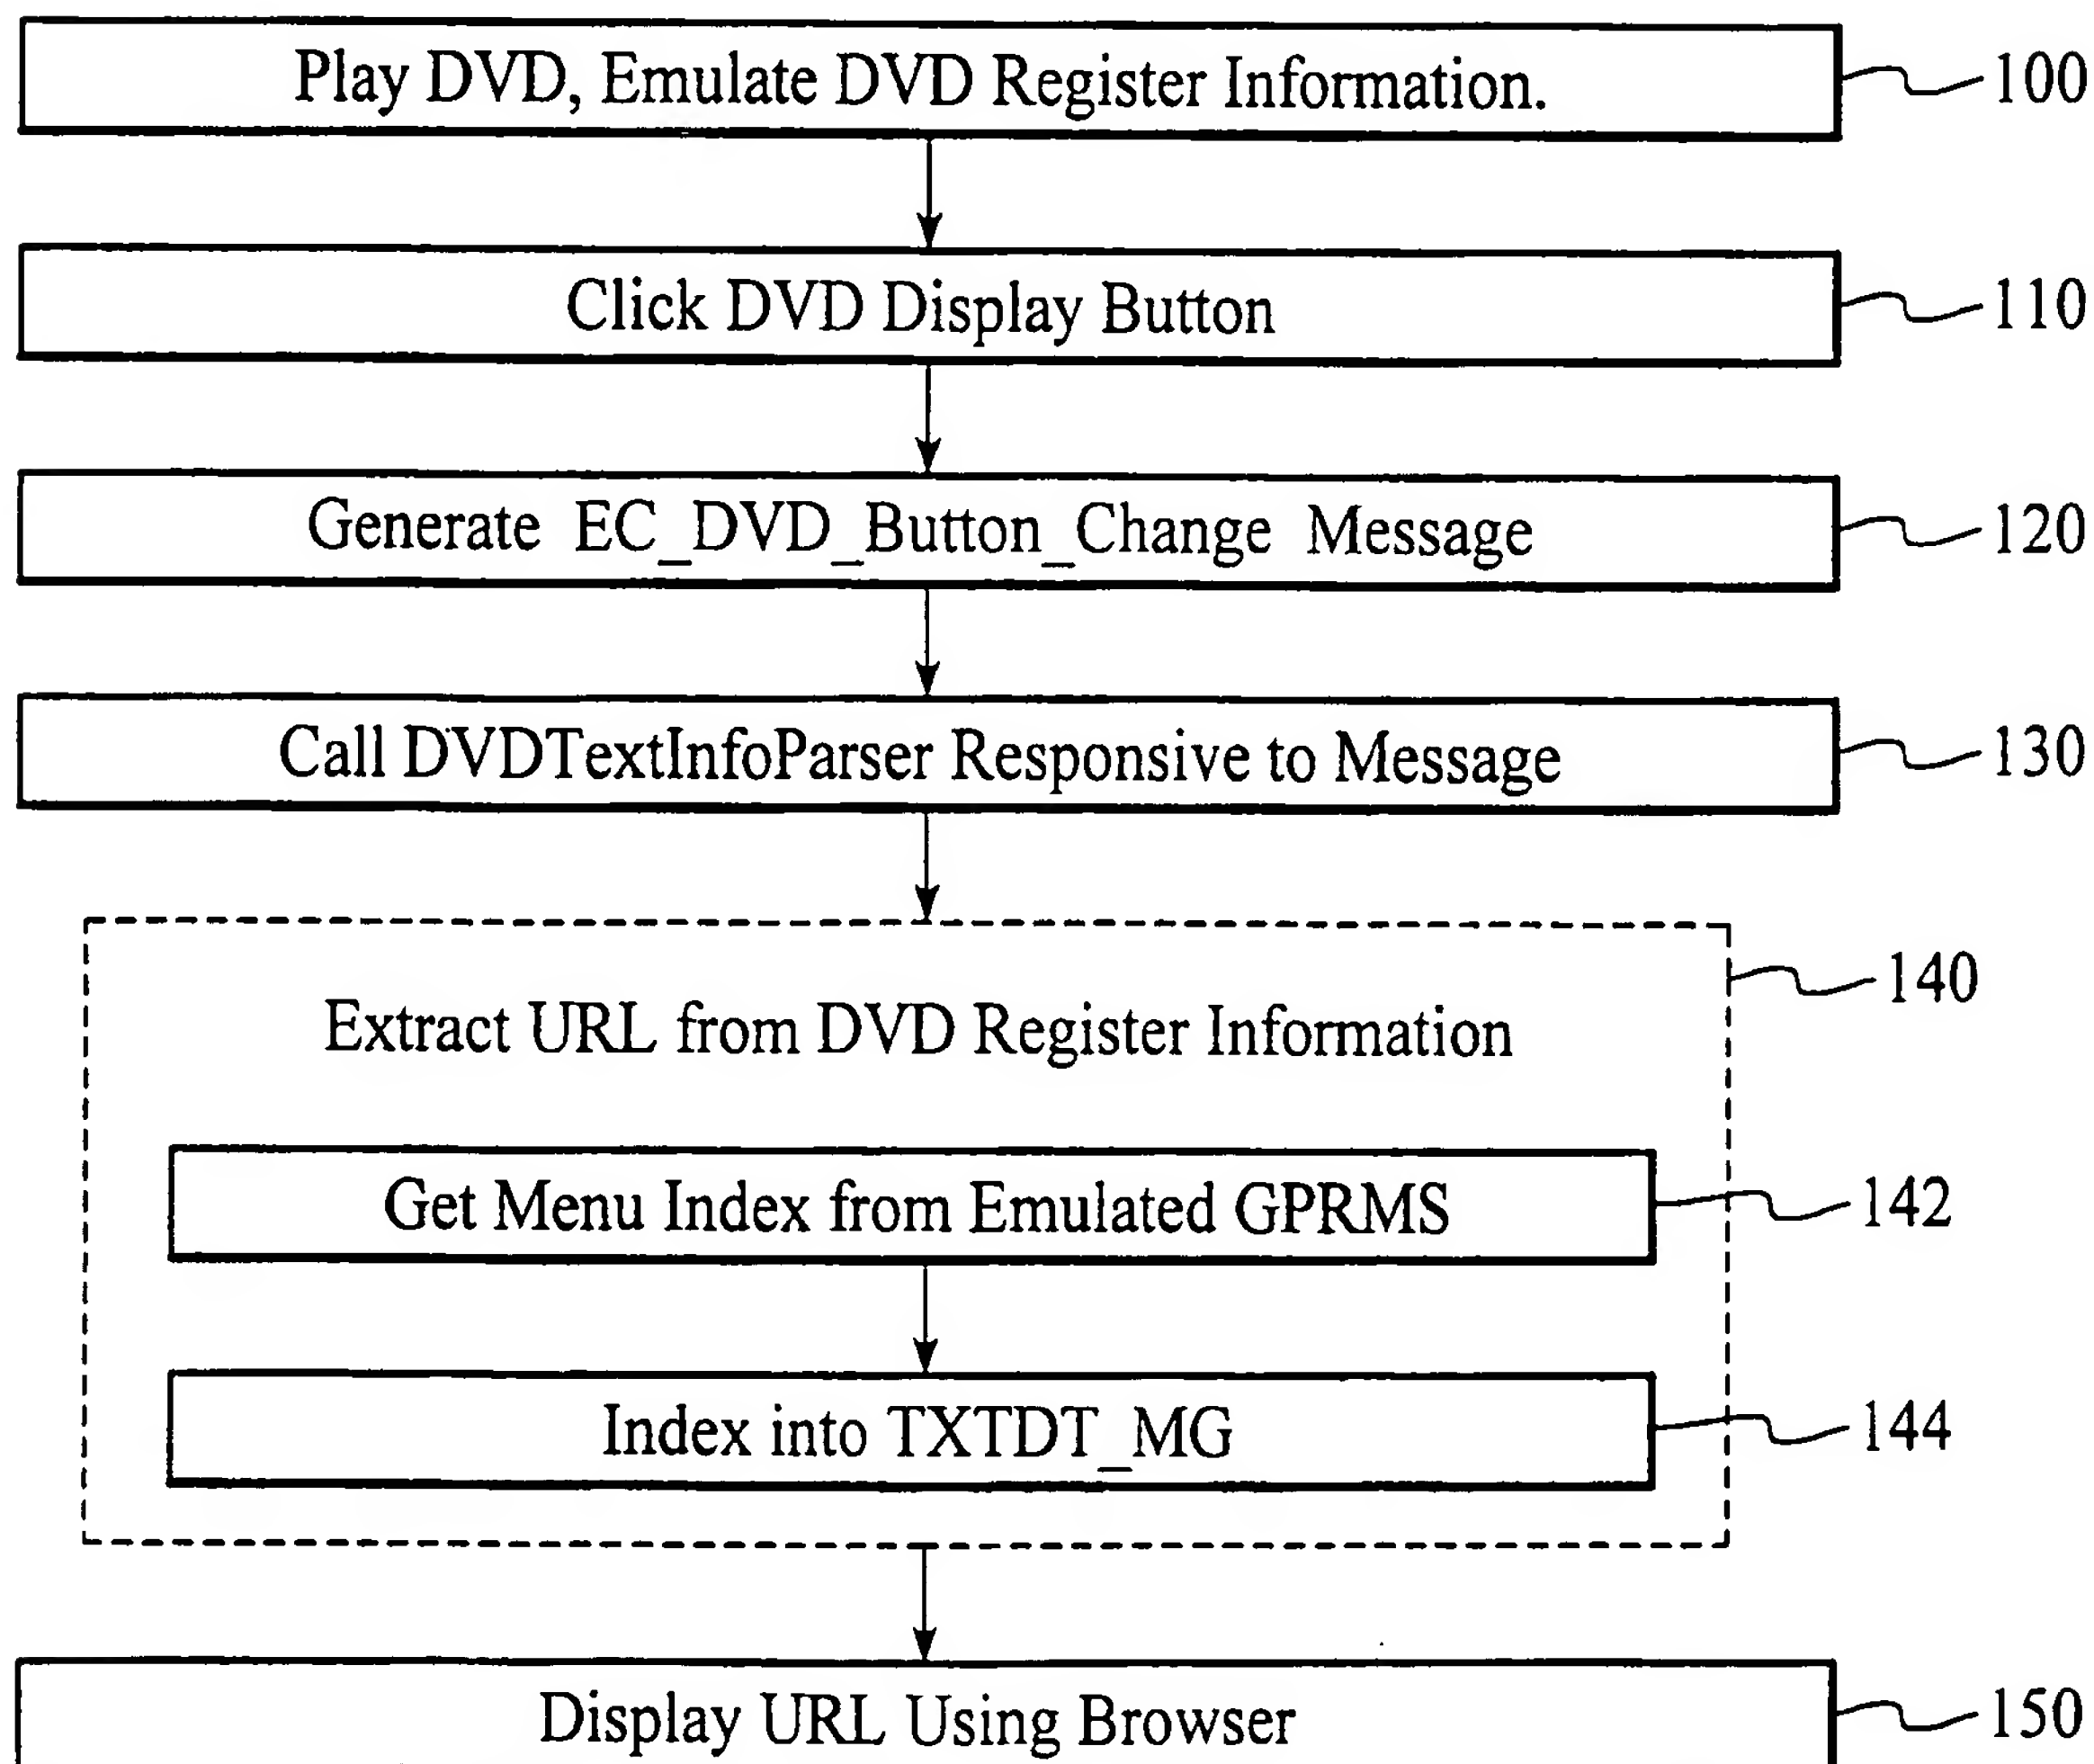 Play DVD, Emulate DVD Register Information.
100
Click DVD Display Button
110
Generate EC_DVD_Button_Change Message
120
Call DVDTextInfoParser Responsive to Message
130
140
Extract URL from DVD Register Information
Get Menu Index from Emulated GPRMS
142
Index into TXTDT_MG
144
Display URL Using Browser
150